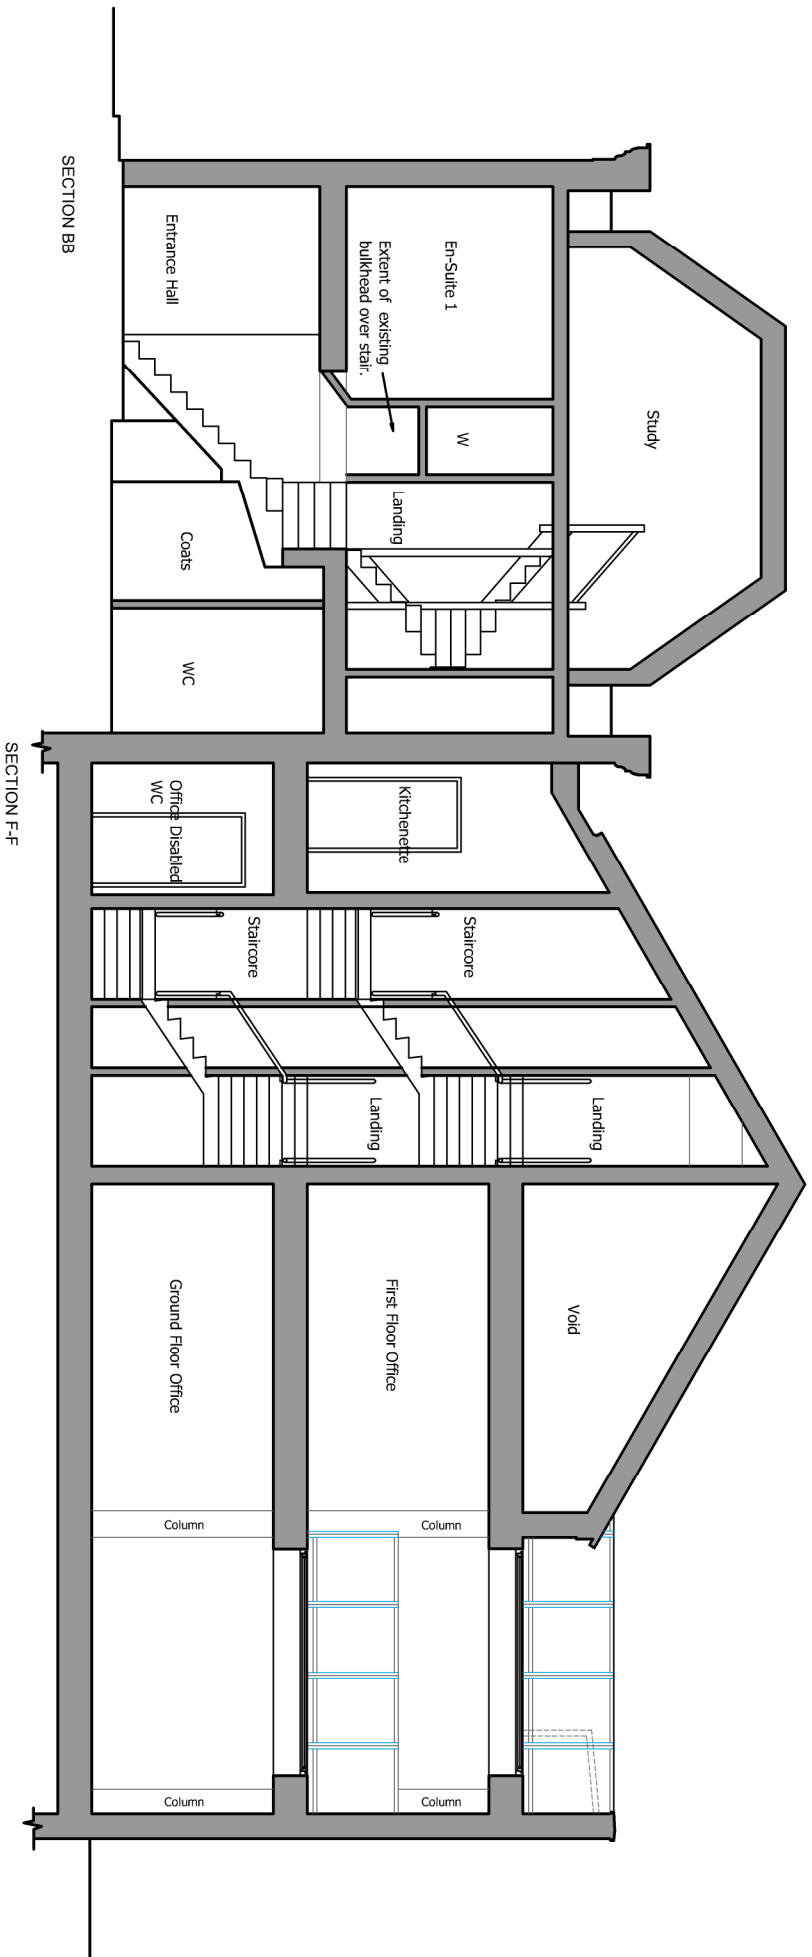 Study
En-Suite 1
W
Extent of existing
bulkhead over stair.
Landing
Entrance Hall
Coats
WC
SECTION BB
Kitchenette
Office Disabled
WC
Staircore
Staircore
Landing
Landing
Void
First Floor Office
Ground Floor Office
Column
Column
Column
Column
SECTION F-F